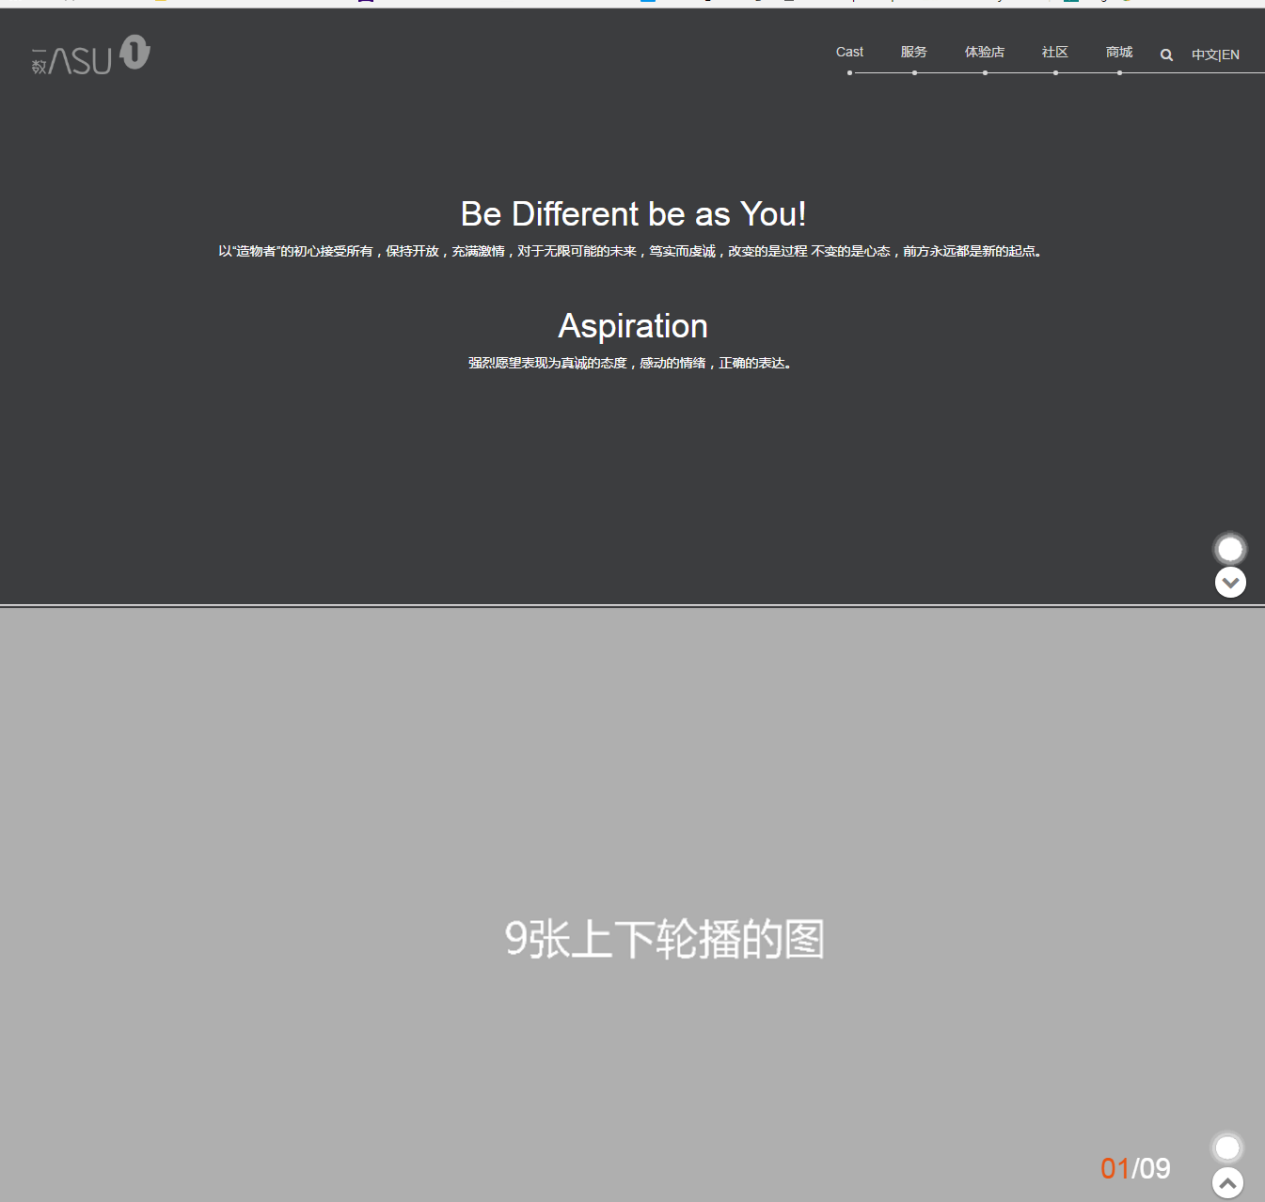 一数 ASU 1
Cast 服务 体验店 社区 商城 中文|EN
Be Different be as You!
以“造物者”的初心接受所有，保持开放，充满激情，对于无限可能的未来，笃实而虔诚，改变的是过程 不变的是心态，前方永远都是新的起点。
Aspiration
强烈愿望表现为真诚的态度，感动的情绪，正确的表达。
9张上下轮播的图
01/09